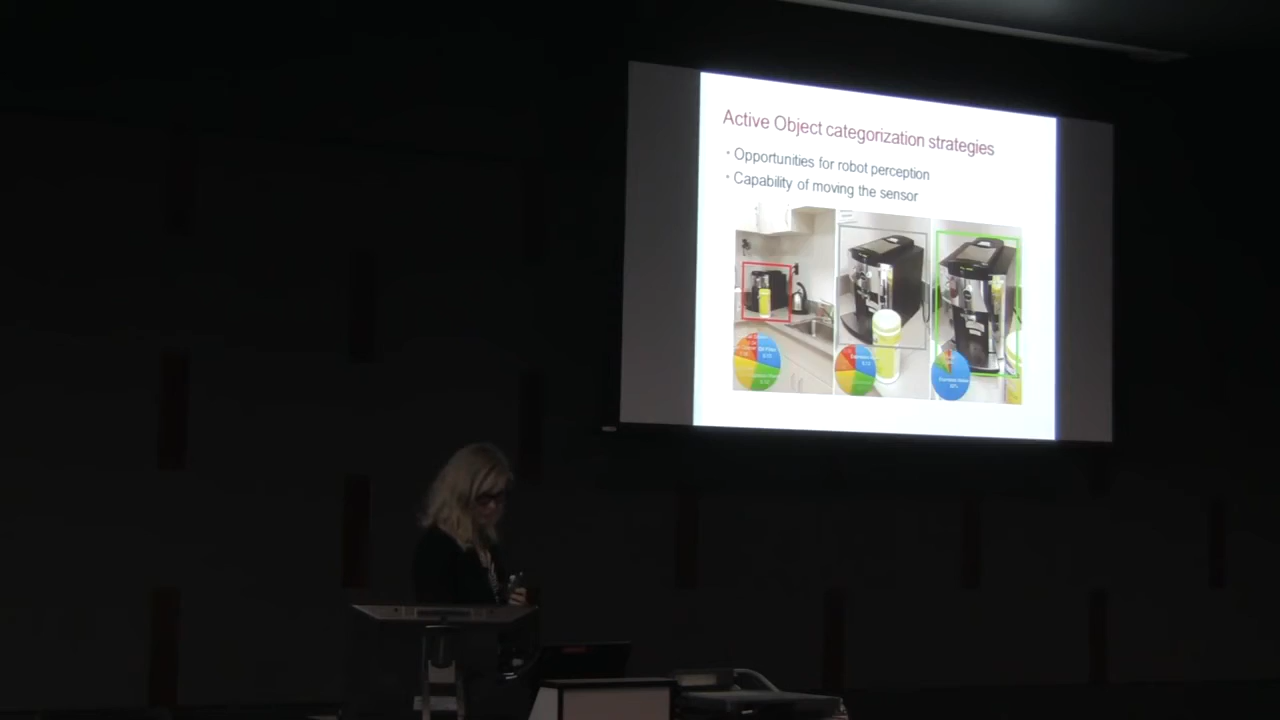 Active Object categorization strategies
• Opportunities for robot perception
• Capability of moving the sensor